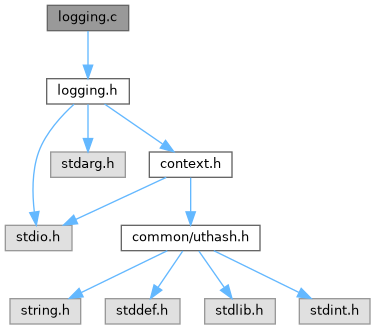 logging.c
logging.h
stdarg.h
context.h
stdio.h
common/uthash.h
string.h
stddef.h
stdlib.h
stdint.h